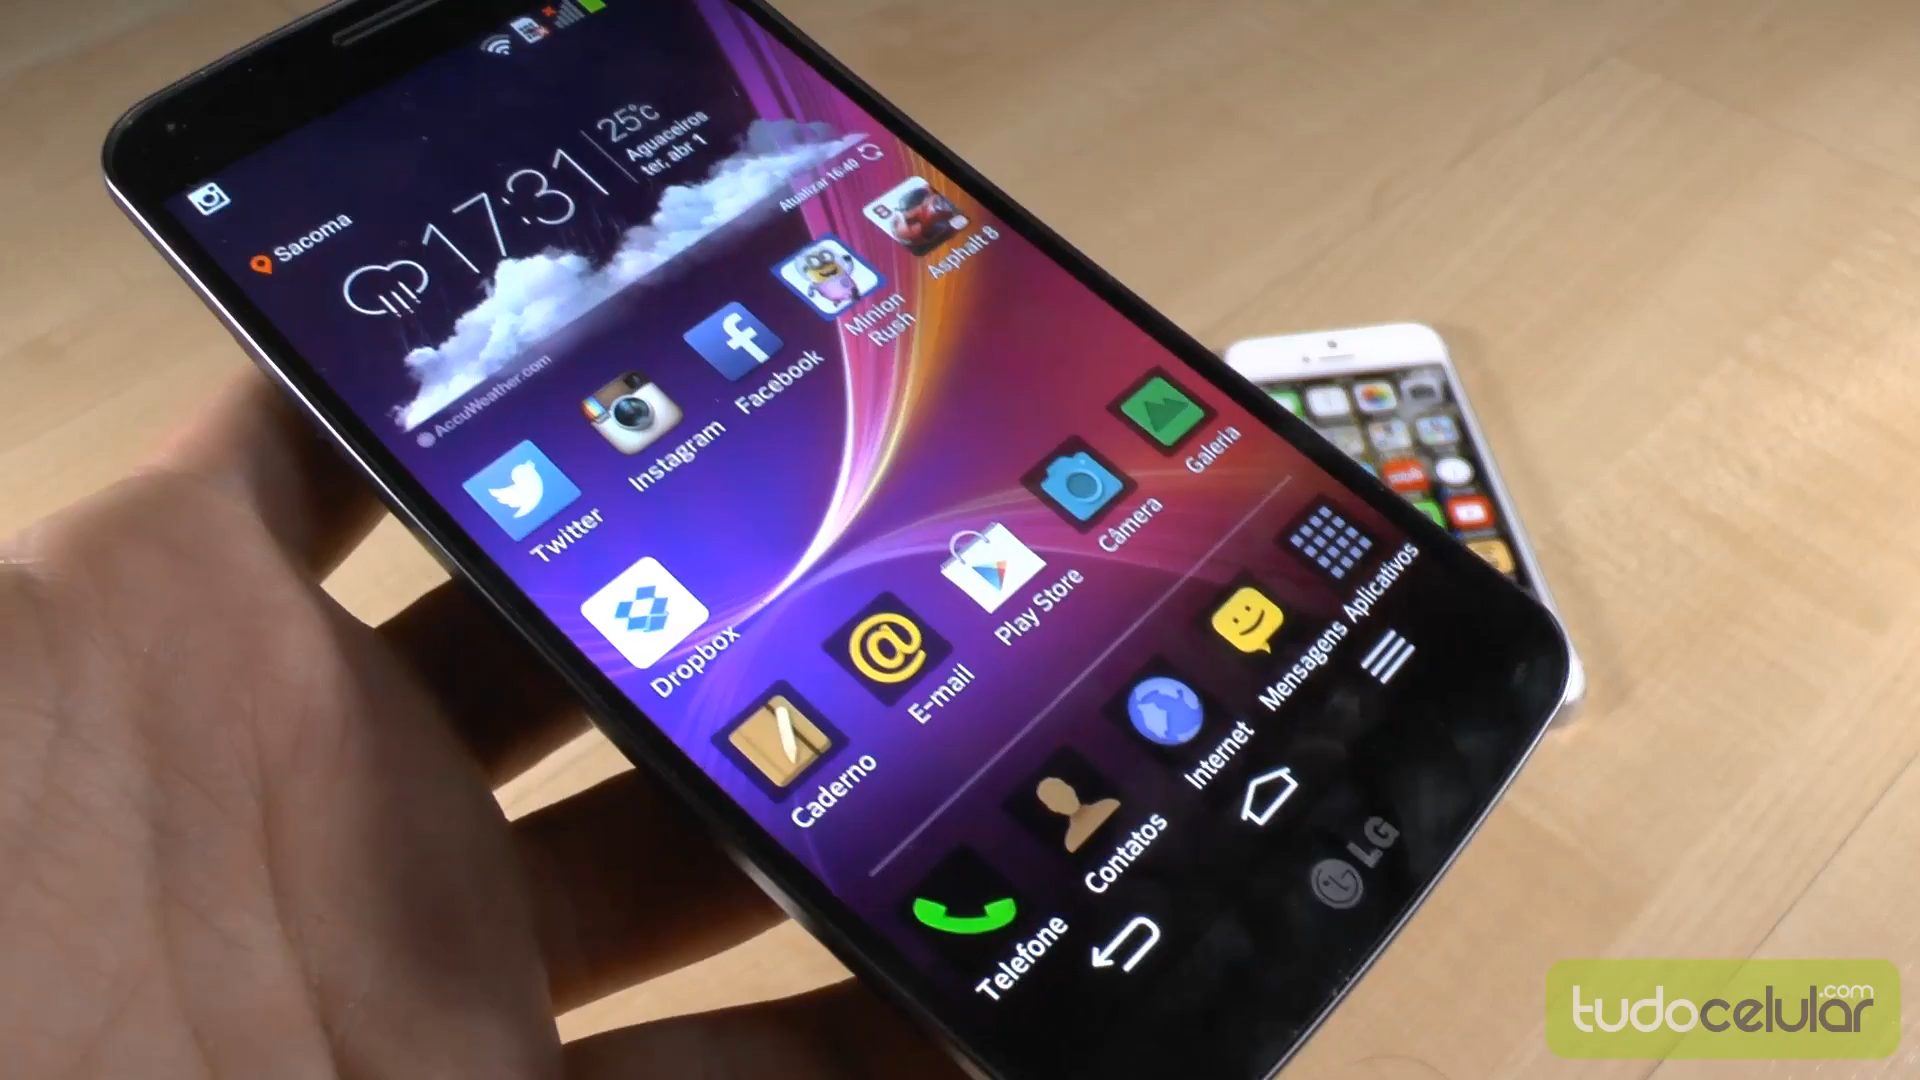 25°C
Aguaceiros
ter, abr 1
17:31
Sacoma
Atualizar 16:40
AccuWeather.com
Twitter
Instagram
Facebook
Minion
Rush
Asphalt 8
8
Dropbox
Caderno
E-mail
Play Store
Câmera
Galeria
Telefone
Contatos
Internet
Mensagens
Aplicativos
LG
tudocelular.com